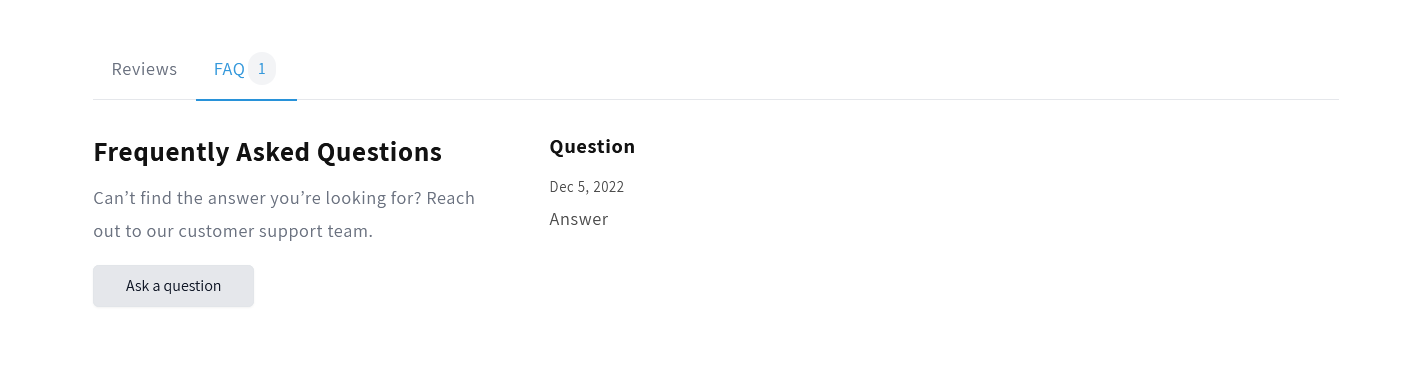 Reviews FAQ 1
Frequently Asked Questions
Can’t find the answer you’re looking for? Reach
out to our customer support team.
Ask a question
Question
Dec 5, 2022
Answer